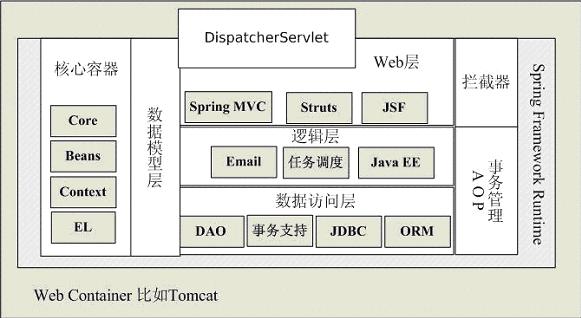 DispatcherServlet
核心容器
Core
Beans
Context
EL
数据模型层
Web层
Spring MVC
Struts
JSF
逻辑层
Email
任务调度
Java EE
数据访问层
DAO
事务支持
JDBC
ORM
拦截器
事务管理
AOP
Spring Framework Runtime
Web Container 比如Tomcat